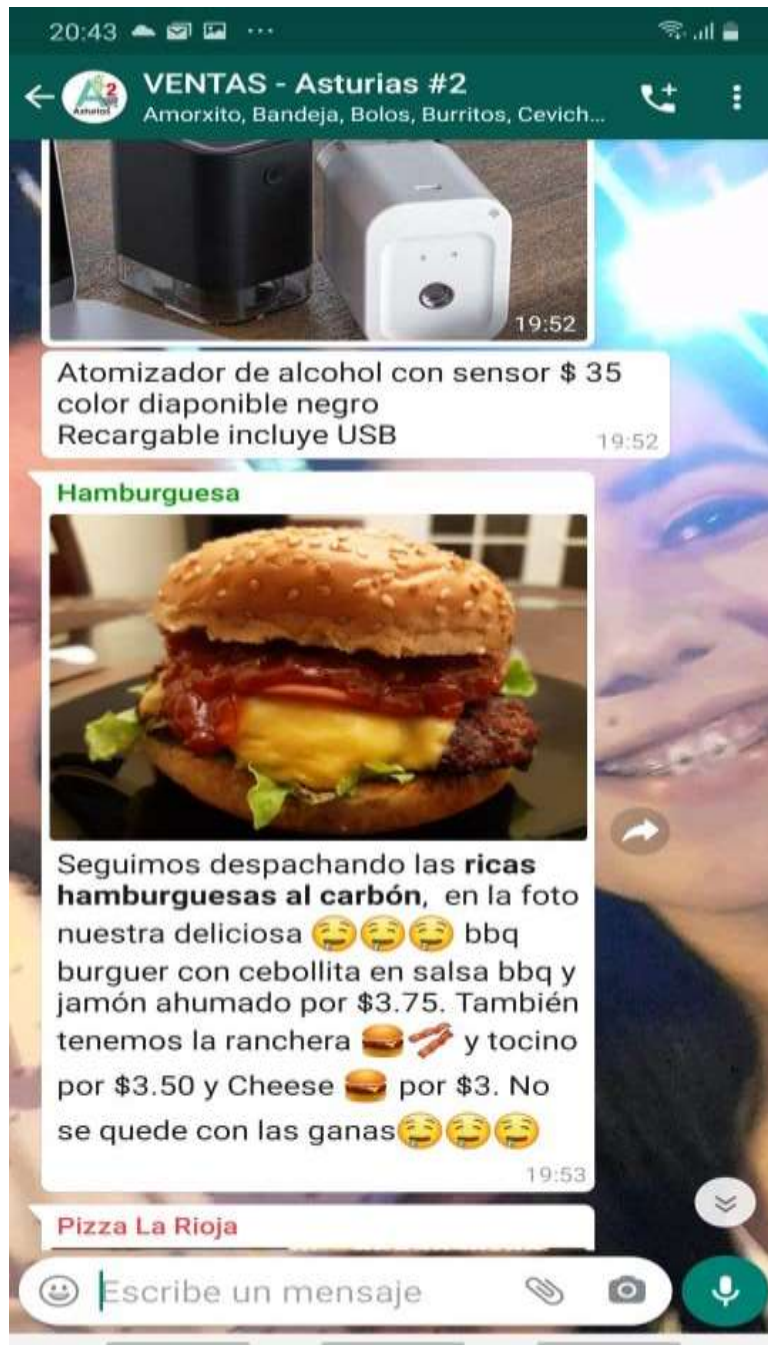 20:43
VENTAS - Asturias #2
Amorxito, Bandeja, Bolos, Burritos, Cevich...
19:52
Atomizador de alcohol con sensor $ 35
color diaponible negro
Recargable incluye USB
19:52
Hamburguesa
Seguimos despachando las ricas
hamburguesas al carbón, en la foto
nuestra deliciosa 🤤🤤🤤 bbq
burguer con cebollita en salsa bbq y
jamón ahumado por $3.75. También
tenemos la ranchera 🍔🥓 y tocino
por $3.50 y Cheese 🍔 por $3. No
se quede con las ganas🤤🤤🤤
19:53
Pizza La Rioja
Escribe un mensaje